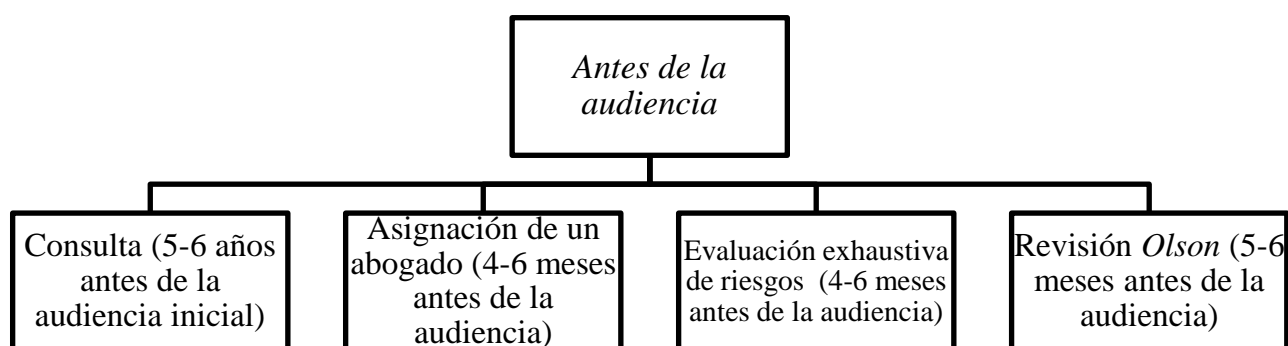 Antes de la
audiencia
Consulta (5-6 años
antes de la
audiencia inicial)
Asignación de un
abogado (4-6 meses
antes de la
audiencia)
Evaluación exhaustiva
de riesgos (4-6 meses
antes de la audiencia)
Revisión Olson (5-6
meses antes de la
audiencia)